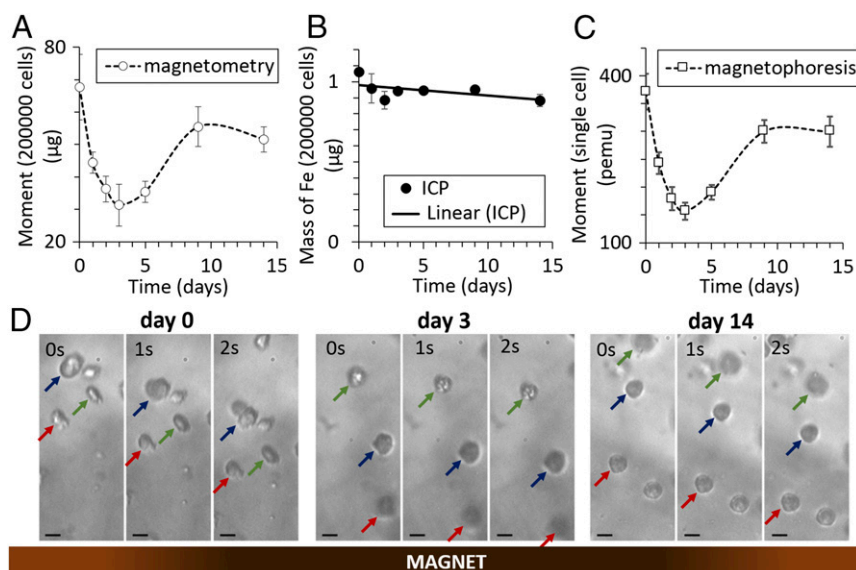 A
80
magnetometry
Moment (200000 cells)
(μg)
20
0
5
10
15
Time (days)
B
1
Mass of Fe (200000 cells)
(μg)
ICP
Linear (ICP)
0
0
5
10
15
Time (days)
C
400
magnetophoresis
Moment (single cell)
(pemu)
100
0
5
10
15
Time (days)
D
day 0
0s
1s
2s
day 3
0s
1s
2s
day 14
0s
1s
2s
MAGNET